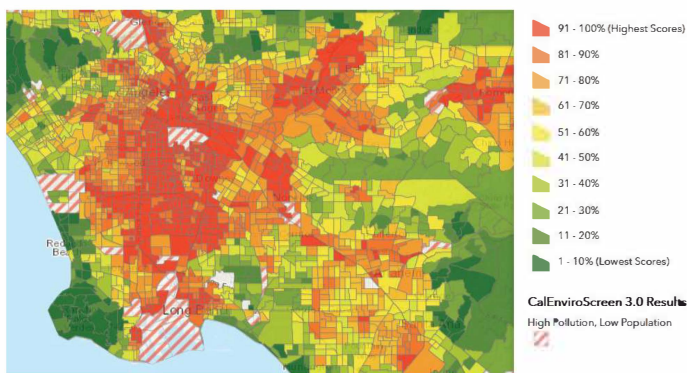 91 - 100% (Highest Scores)
81 - 90%
71 - 80%
61 - 70%
51 - 60%
41 - 50%
31 - 40%
21 - 30%
11 - 20%
1 - 10% (Lowest Scores)
CalEnviroScreen 3.0 Results
High Pollution, Low Population
Long